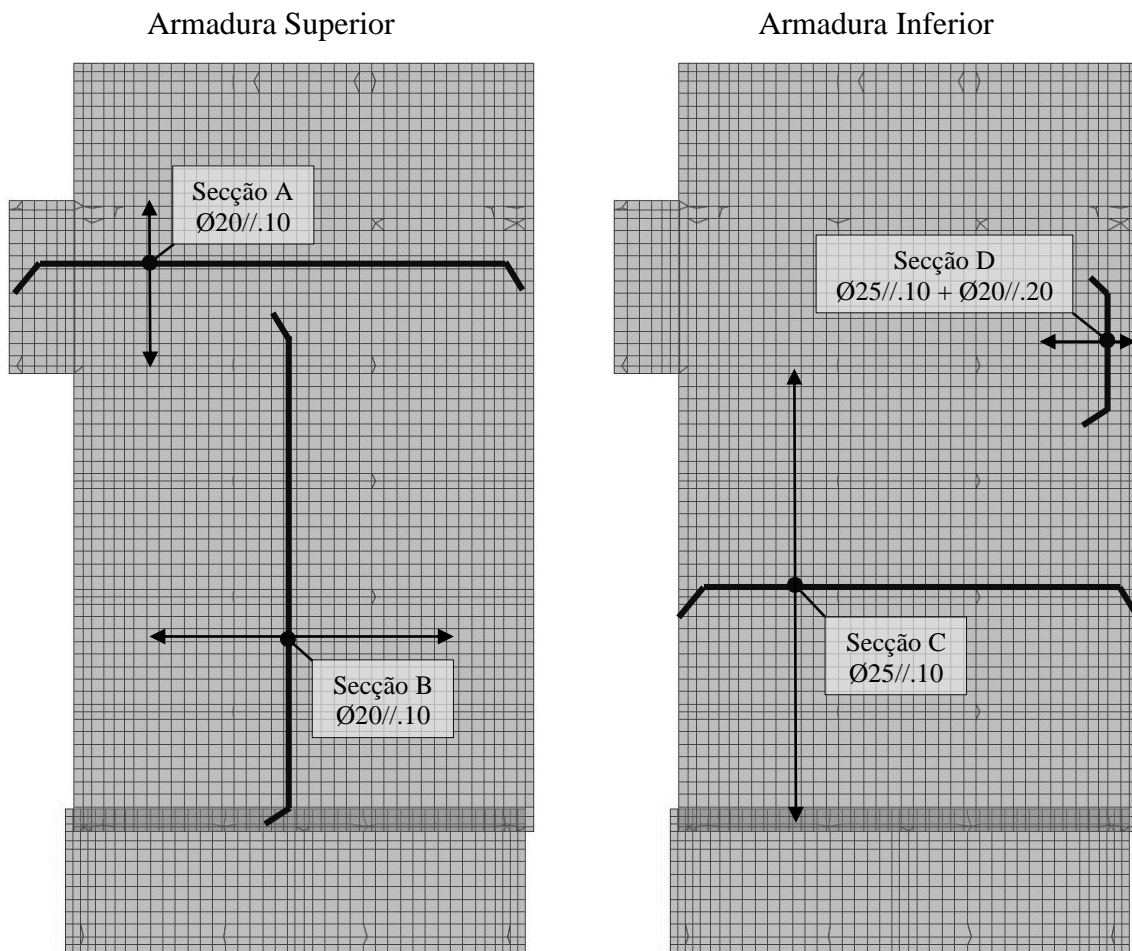 Armadura Superior
Armadura Inferior
Secção A
Ø20//.10
Secção D
Ø25//.10 + Ø20//.20
Secção B
Ø20//.10
Secção C
Ø25//.10